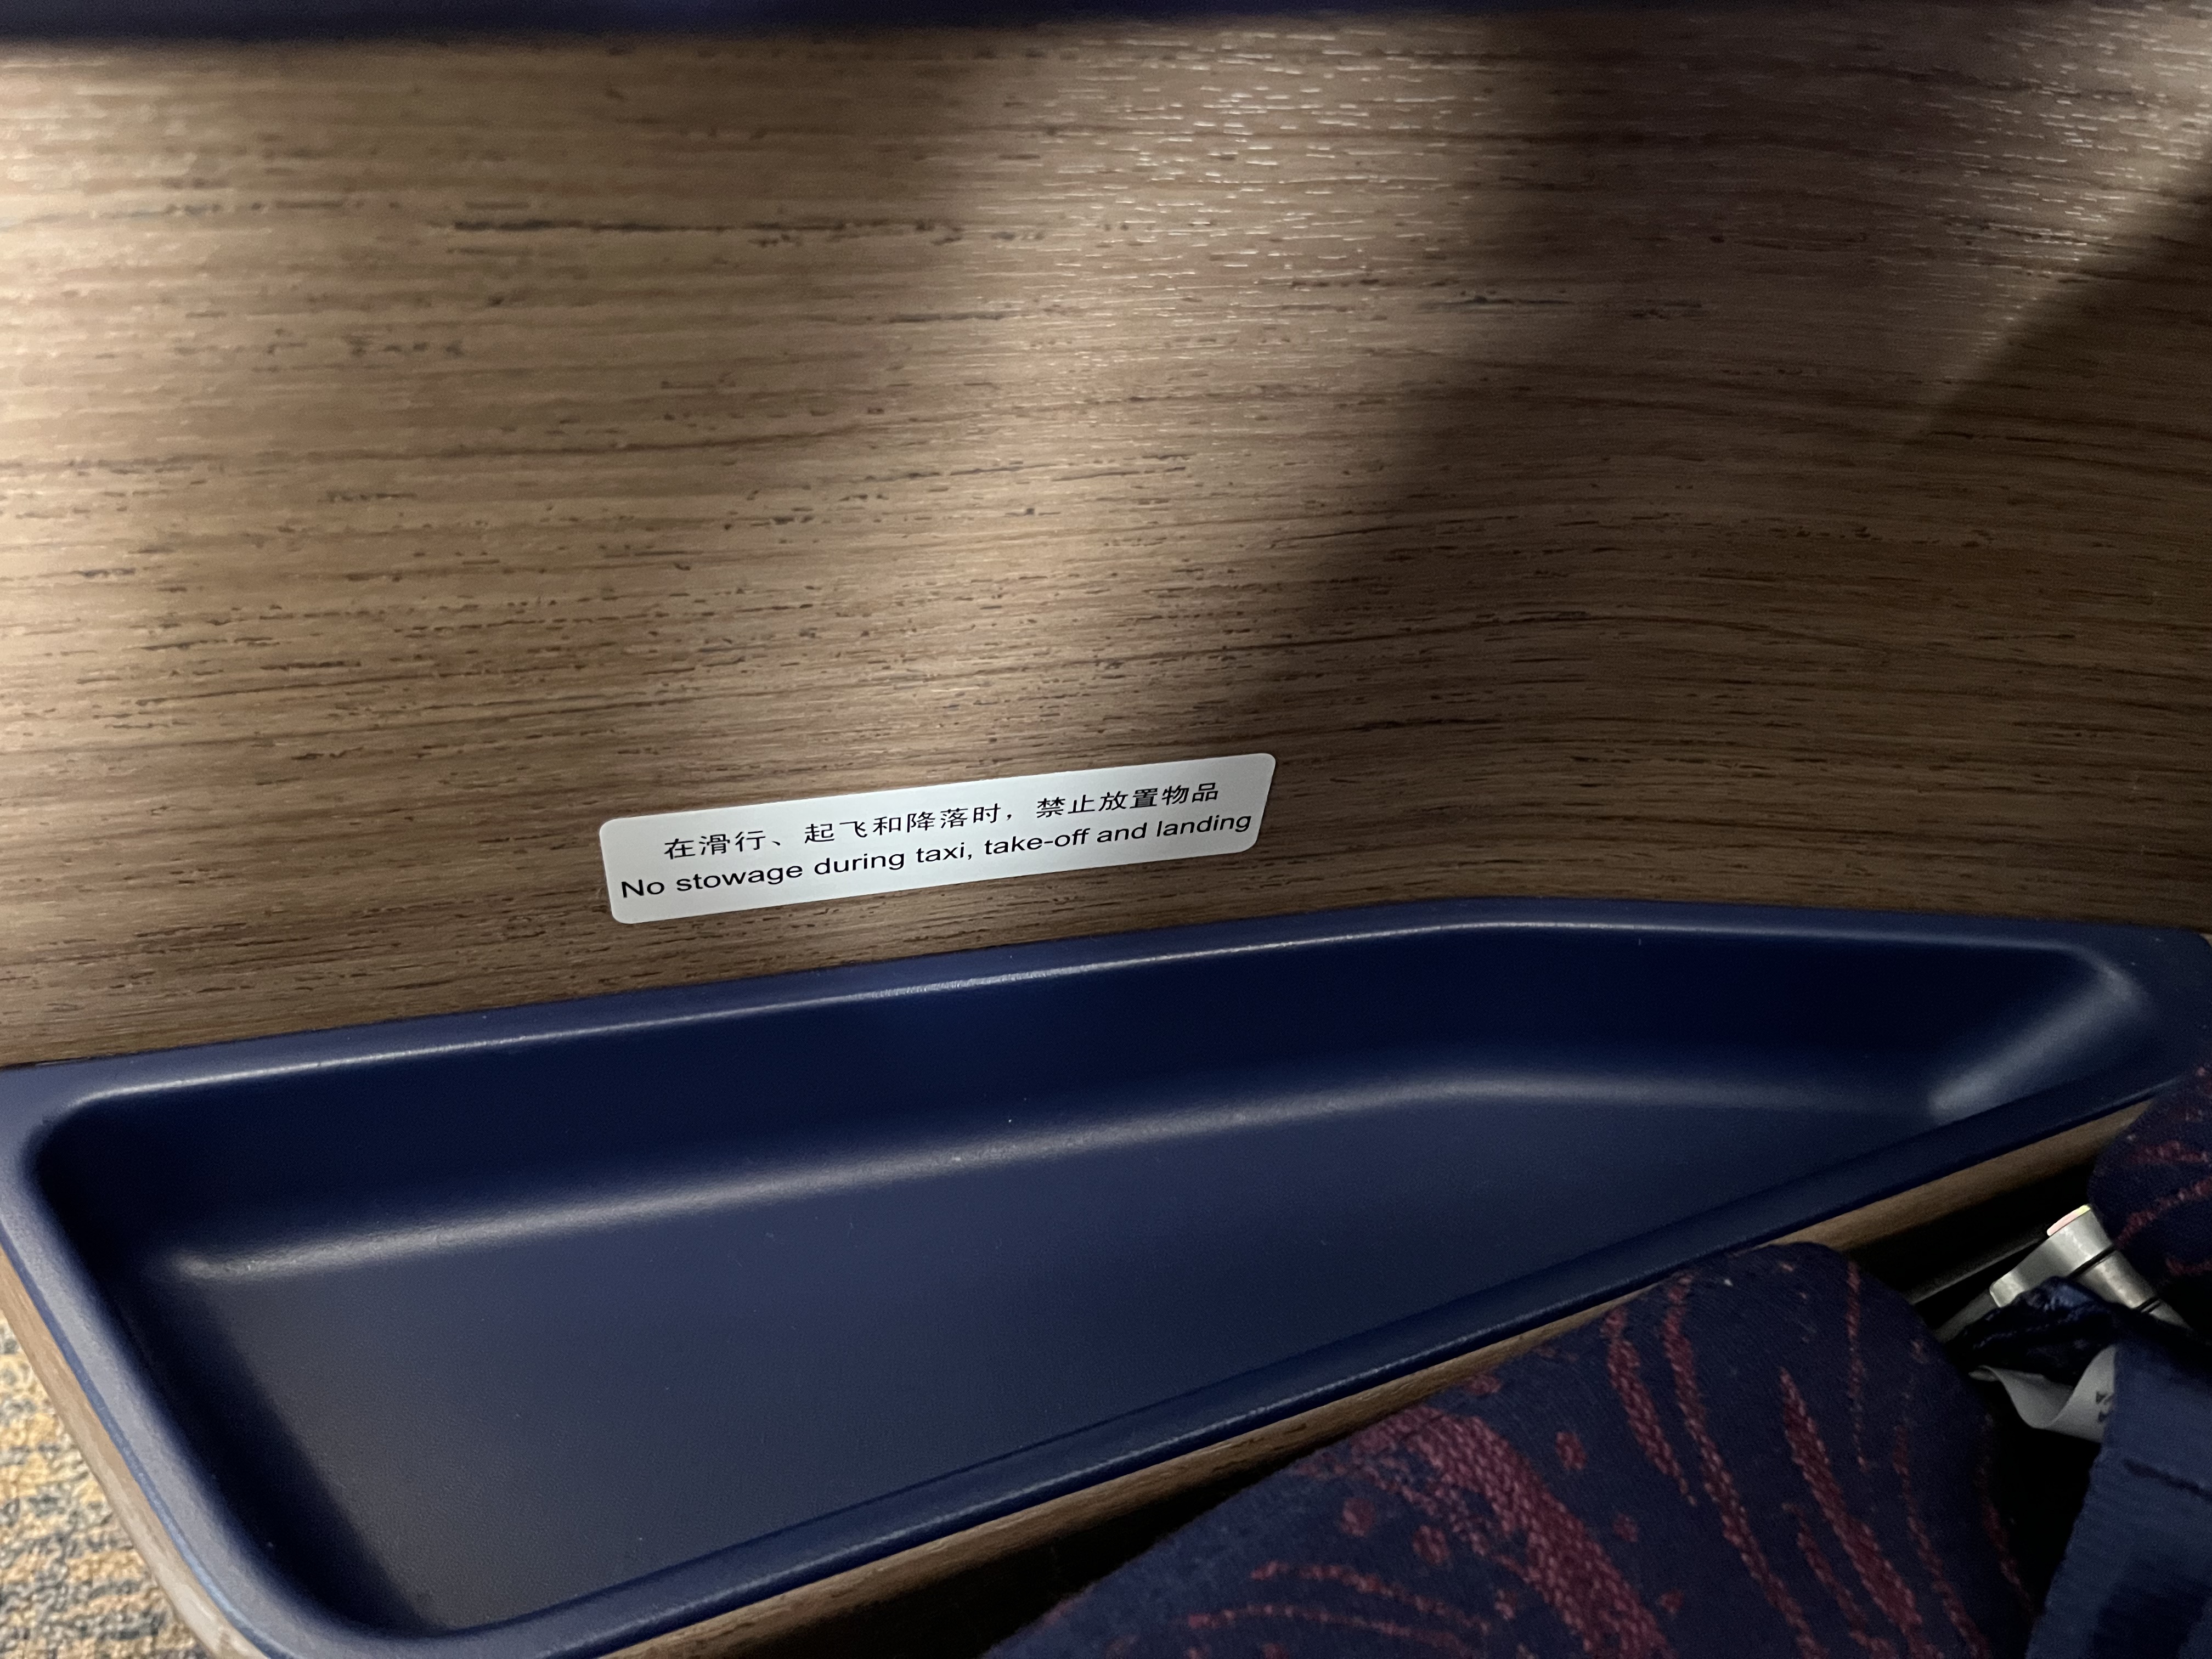 在滑行、起飞和降落时，禁止放置物品
No stowage during taxi, take-off and landing